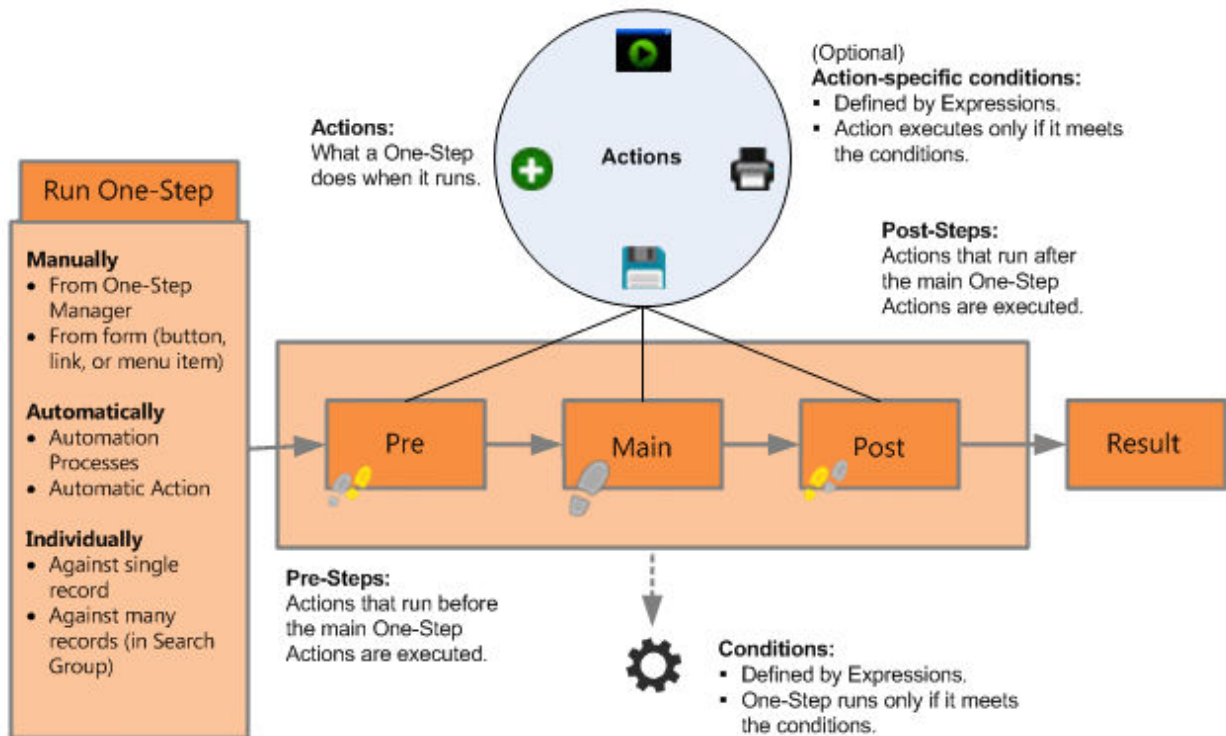 Run One-Step
Manually
• From One-Step
Manager
• From form (button,
link, or menu item)
Automatically
• Automation
Processes
• Automatic Action
Individually
• Against single
record
• Against many
records (in Search
Group)
Actions:
What a One-Step
does when it runs.
Actions
(Optional)
Action-specific conditions:
▪ Defined by Expressions.
▪ Action executes only if it meets
the conditions.
Post-Steps:
Actions that run after
the main One-Step
Actions are executed.
Pre
Main
Post
Result
Pre-Steps:
Actions that run before
the main One-Step
Actions are executed.
Conditions:
▪ Defined by Expressions.
▪ One-Step runs only if it meets
the conditions.